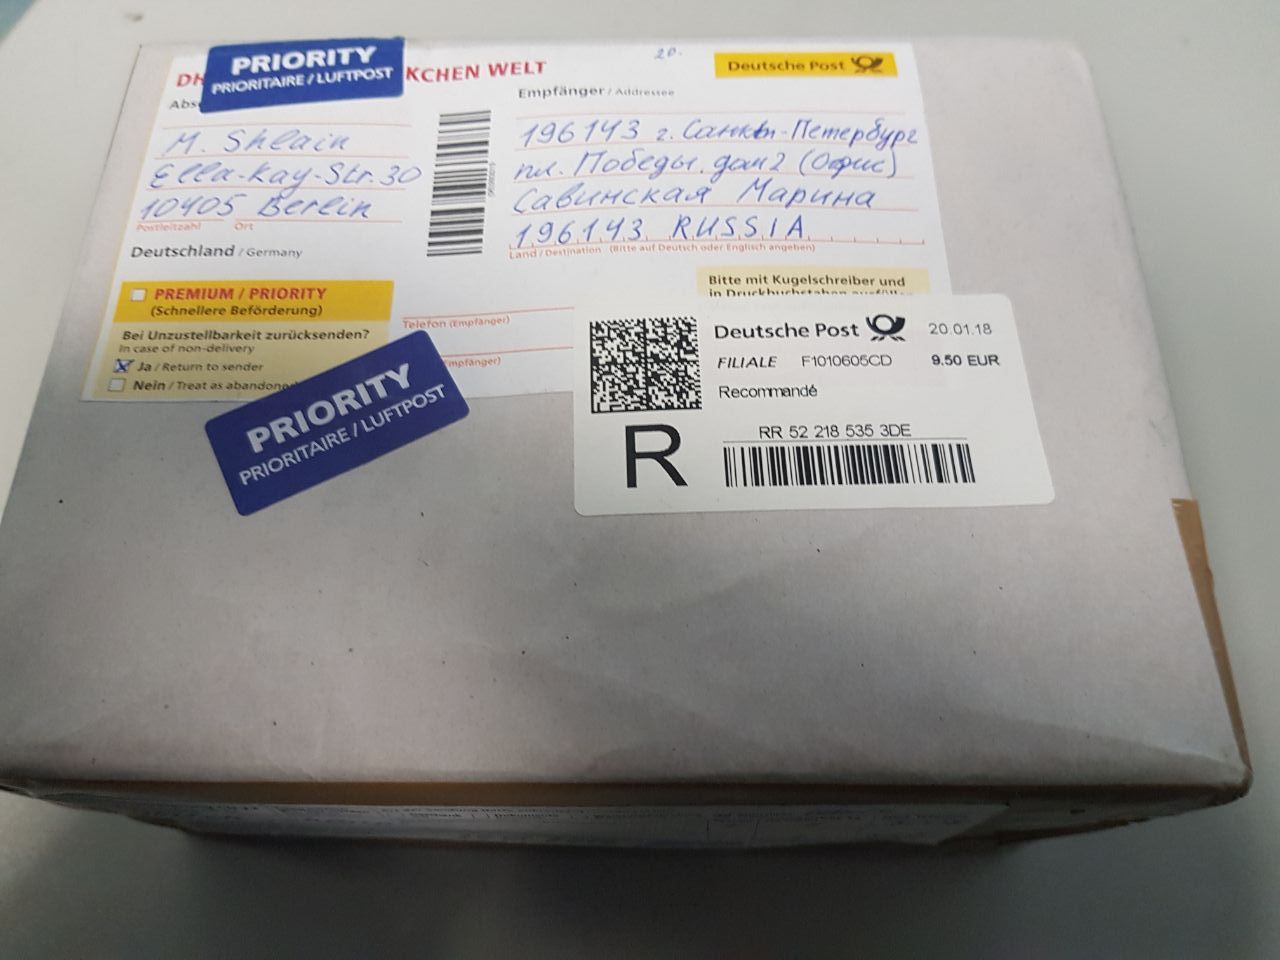 PRIORITY
PRIORITAIRE / LUFTPOST
KCHEN WELT
20.
Deutsche Post
Empfänger / Addressee
M. Shlain
Ella-Kay-Str. 30
10405 Berlin
Postleitzahl Ort
Deutschland / Germany
196143 г. Санкт-Петербург
пл. Победы, дом 2 (Офис)
Савинская Марина
196143 RUSSIA
Land / Destination (Bitte auf Deutsch oder Englisch angeben)
PREMIUM / PRIORITY
(Schnellere Beförderung)
Bei Unzustellbarkeit zurücksenden?
In case of non-delivery
Ja / Return to sender
Nein / Treat as abandoned
Telefon (Empfänger)
Bitte mit Kugelschreiber und
in Druckbuchstaben ausfüllen
PRIORITY
PRIORITAIRE / LUFTPOST
Deutsche Post
20.01.18
FILIALE F1010605CD 9.50 EUR
Recommandé
R
RR 52 218 535 3DE